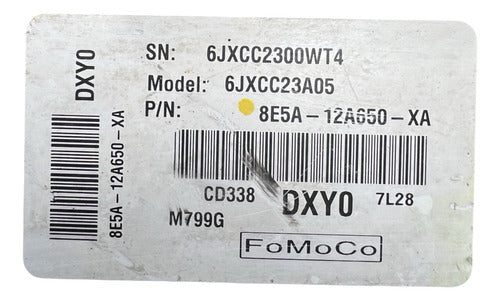 DXY0
8E5A-12A650-XA
SN: 6JXCC2300WT4
Model: 6JXCC23A05
P/N: 8E5A-12A650-XA
CD338 DXY0 7L28
M799G
FoMoCo